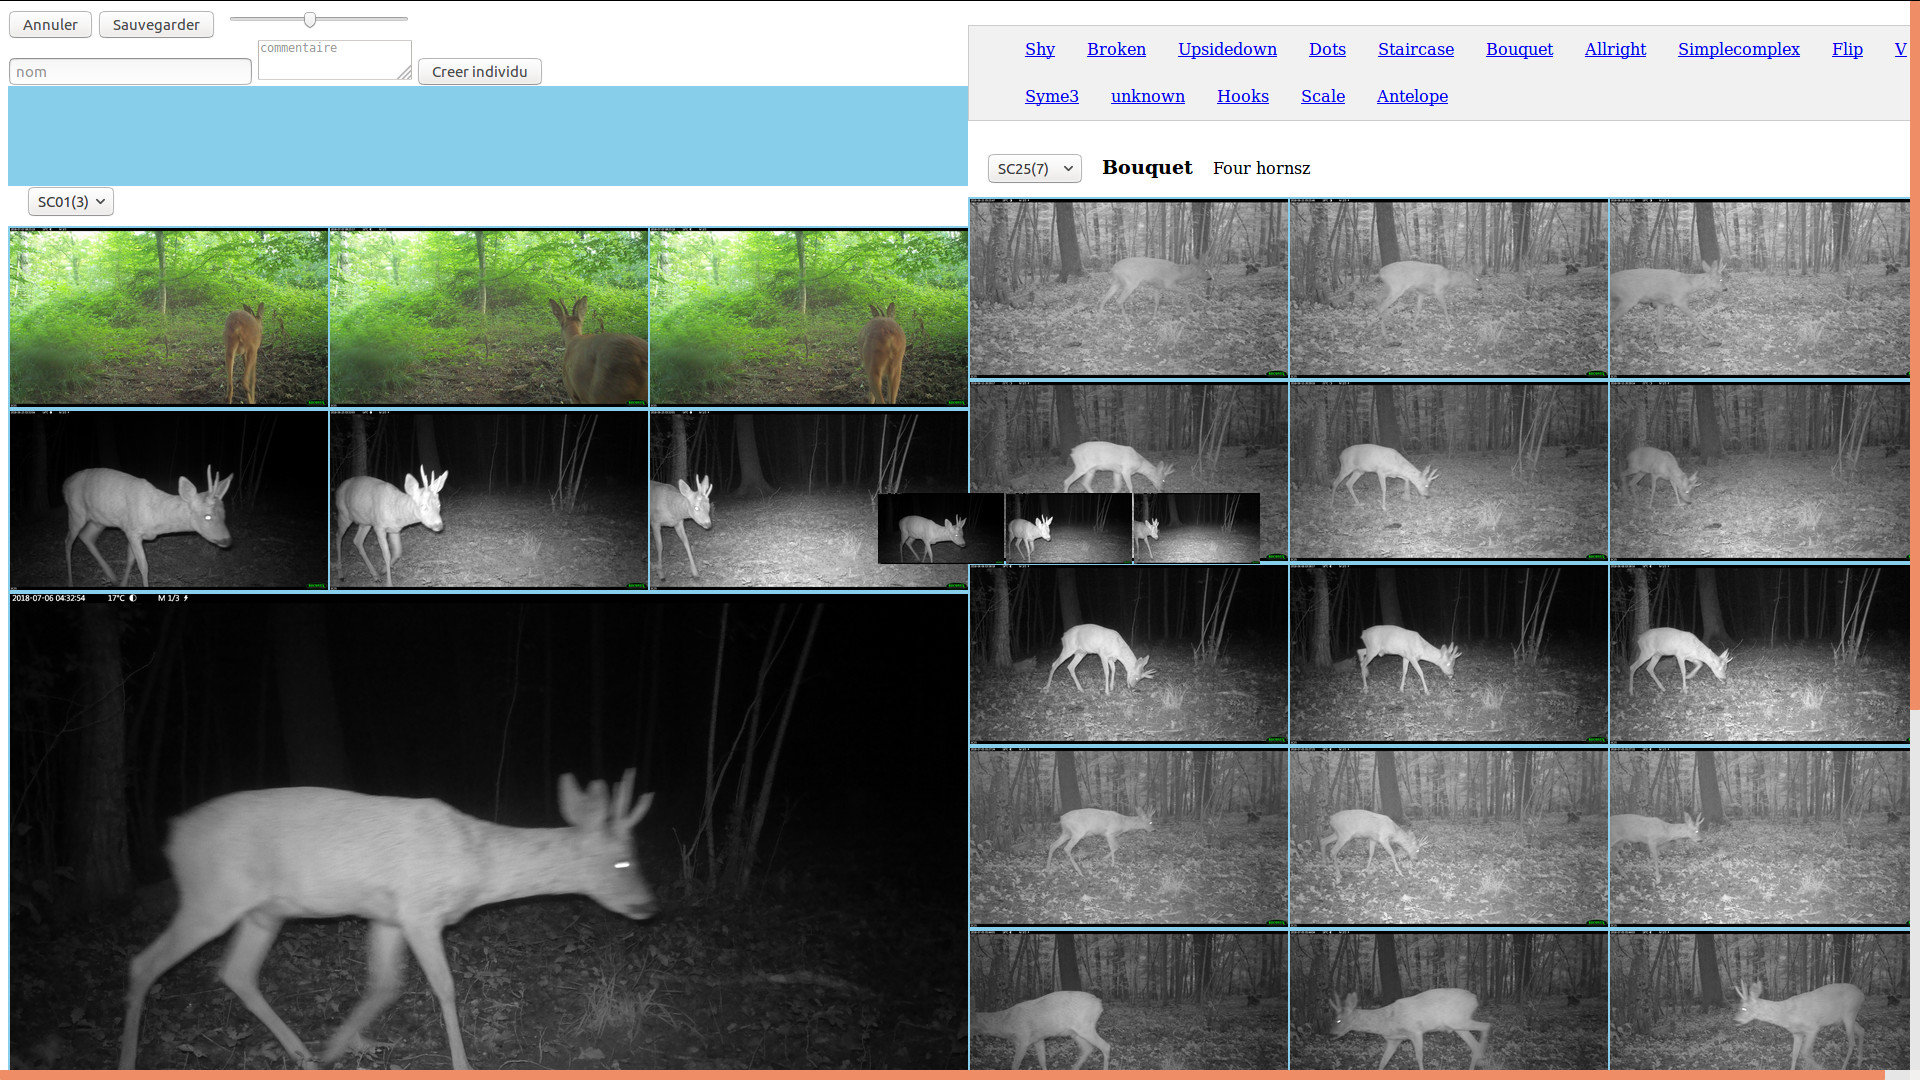 Annuler Sauvegarder
commentaire
nom
Creer individu
SC01(3)
2018-07-06 04:32:54 17°C M 1/3
Shy Broken Upsidedown Dots Staircase Bouquet Allright Simplecomplex Flip V
Syme3 unknown Hooks Scale Antelope
SC25(7) Bouquet Four hornsz